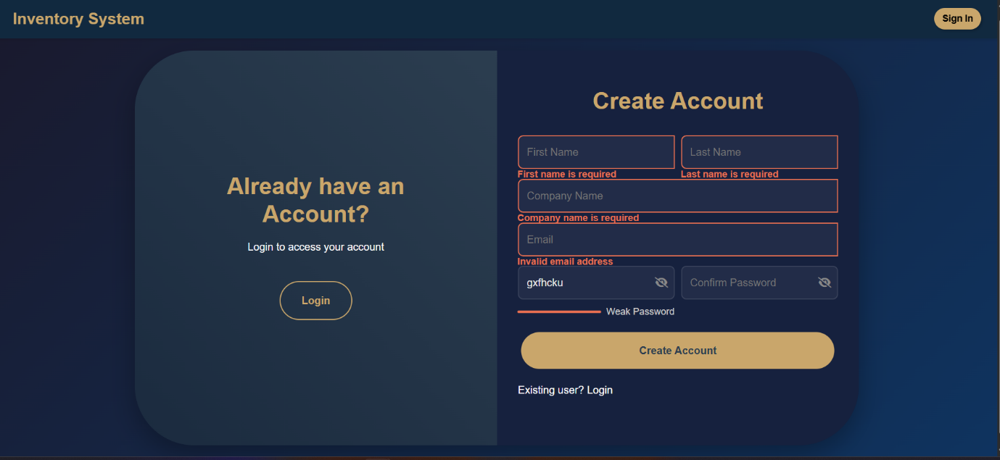 Inventory System
Sign In
Already have an
Account?
Login to access your account
Login
Create Account
First Name
Last Name
First name is required
Last name is required
Company Name
Company name is required
Email
Invalid email address
gxfhcku
Confirm Password
Weak Password
Create Account
Existing user? Login